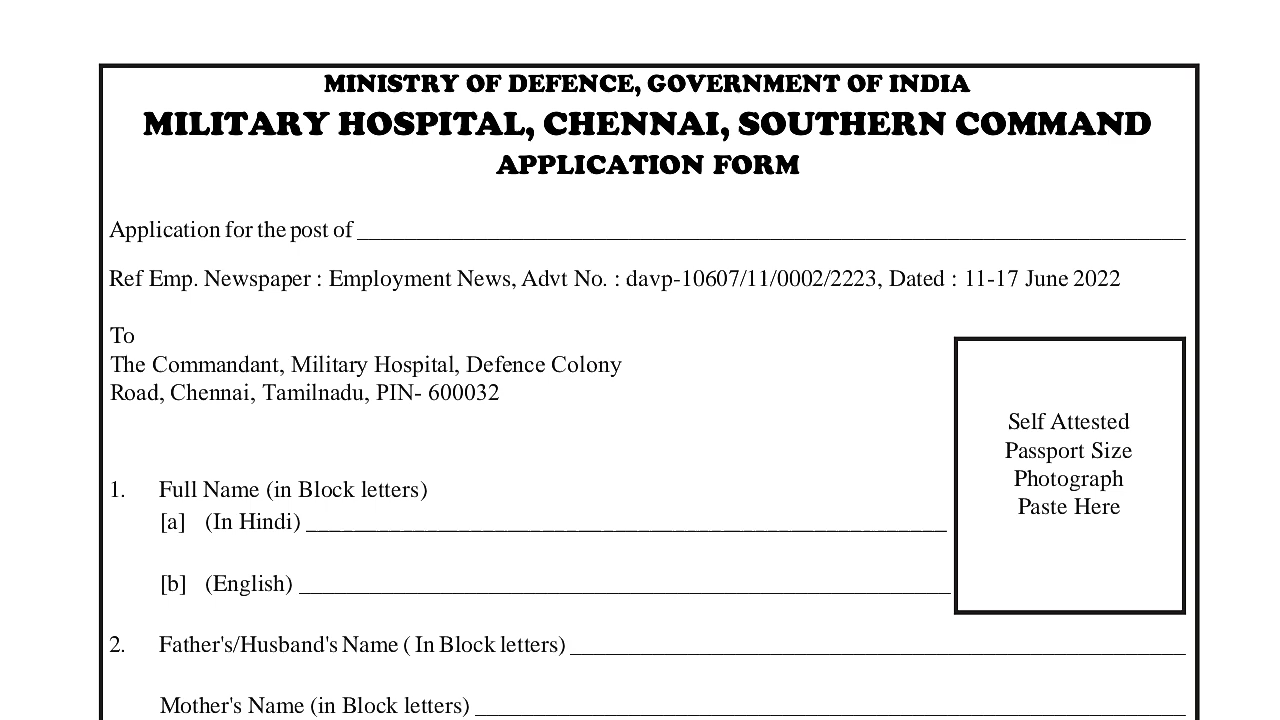 MINISTRY OF DEFENCE, GOVERNMENT OF INDIA
MILITARY HOSPITAL, CHENNAI, SOUTHERN COMMAND
APPLICATION FORM
Application for the post of
Ref Emp. Newspaper : Employment News, Advt No. : davp-10607/11/0002/2223, Dated : 11-17 June 2022
To
The Commandant, Military Hospital, Defence Colony
Road, Chennai, Tamilnadu, PIN- 600032
Self Attested
Passport Size
Photograph
Paste Here
1. Full Name (in Block letters)
[a] (In Hindi)
[b] (English)
2. Father's/Husband's Name ( In Block letters)
Mother's Name (in Block letters)